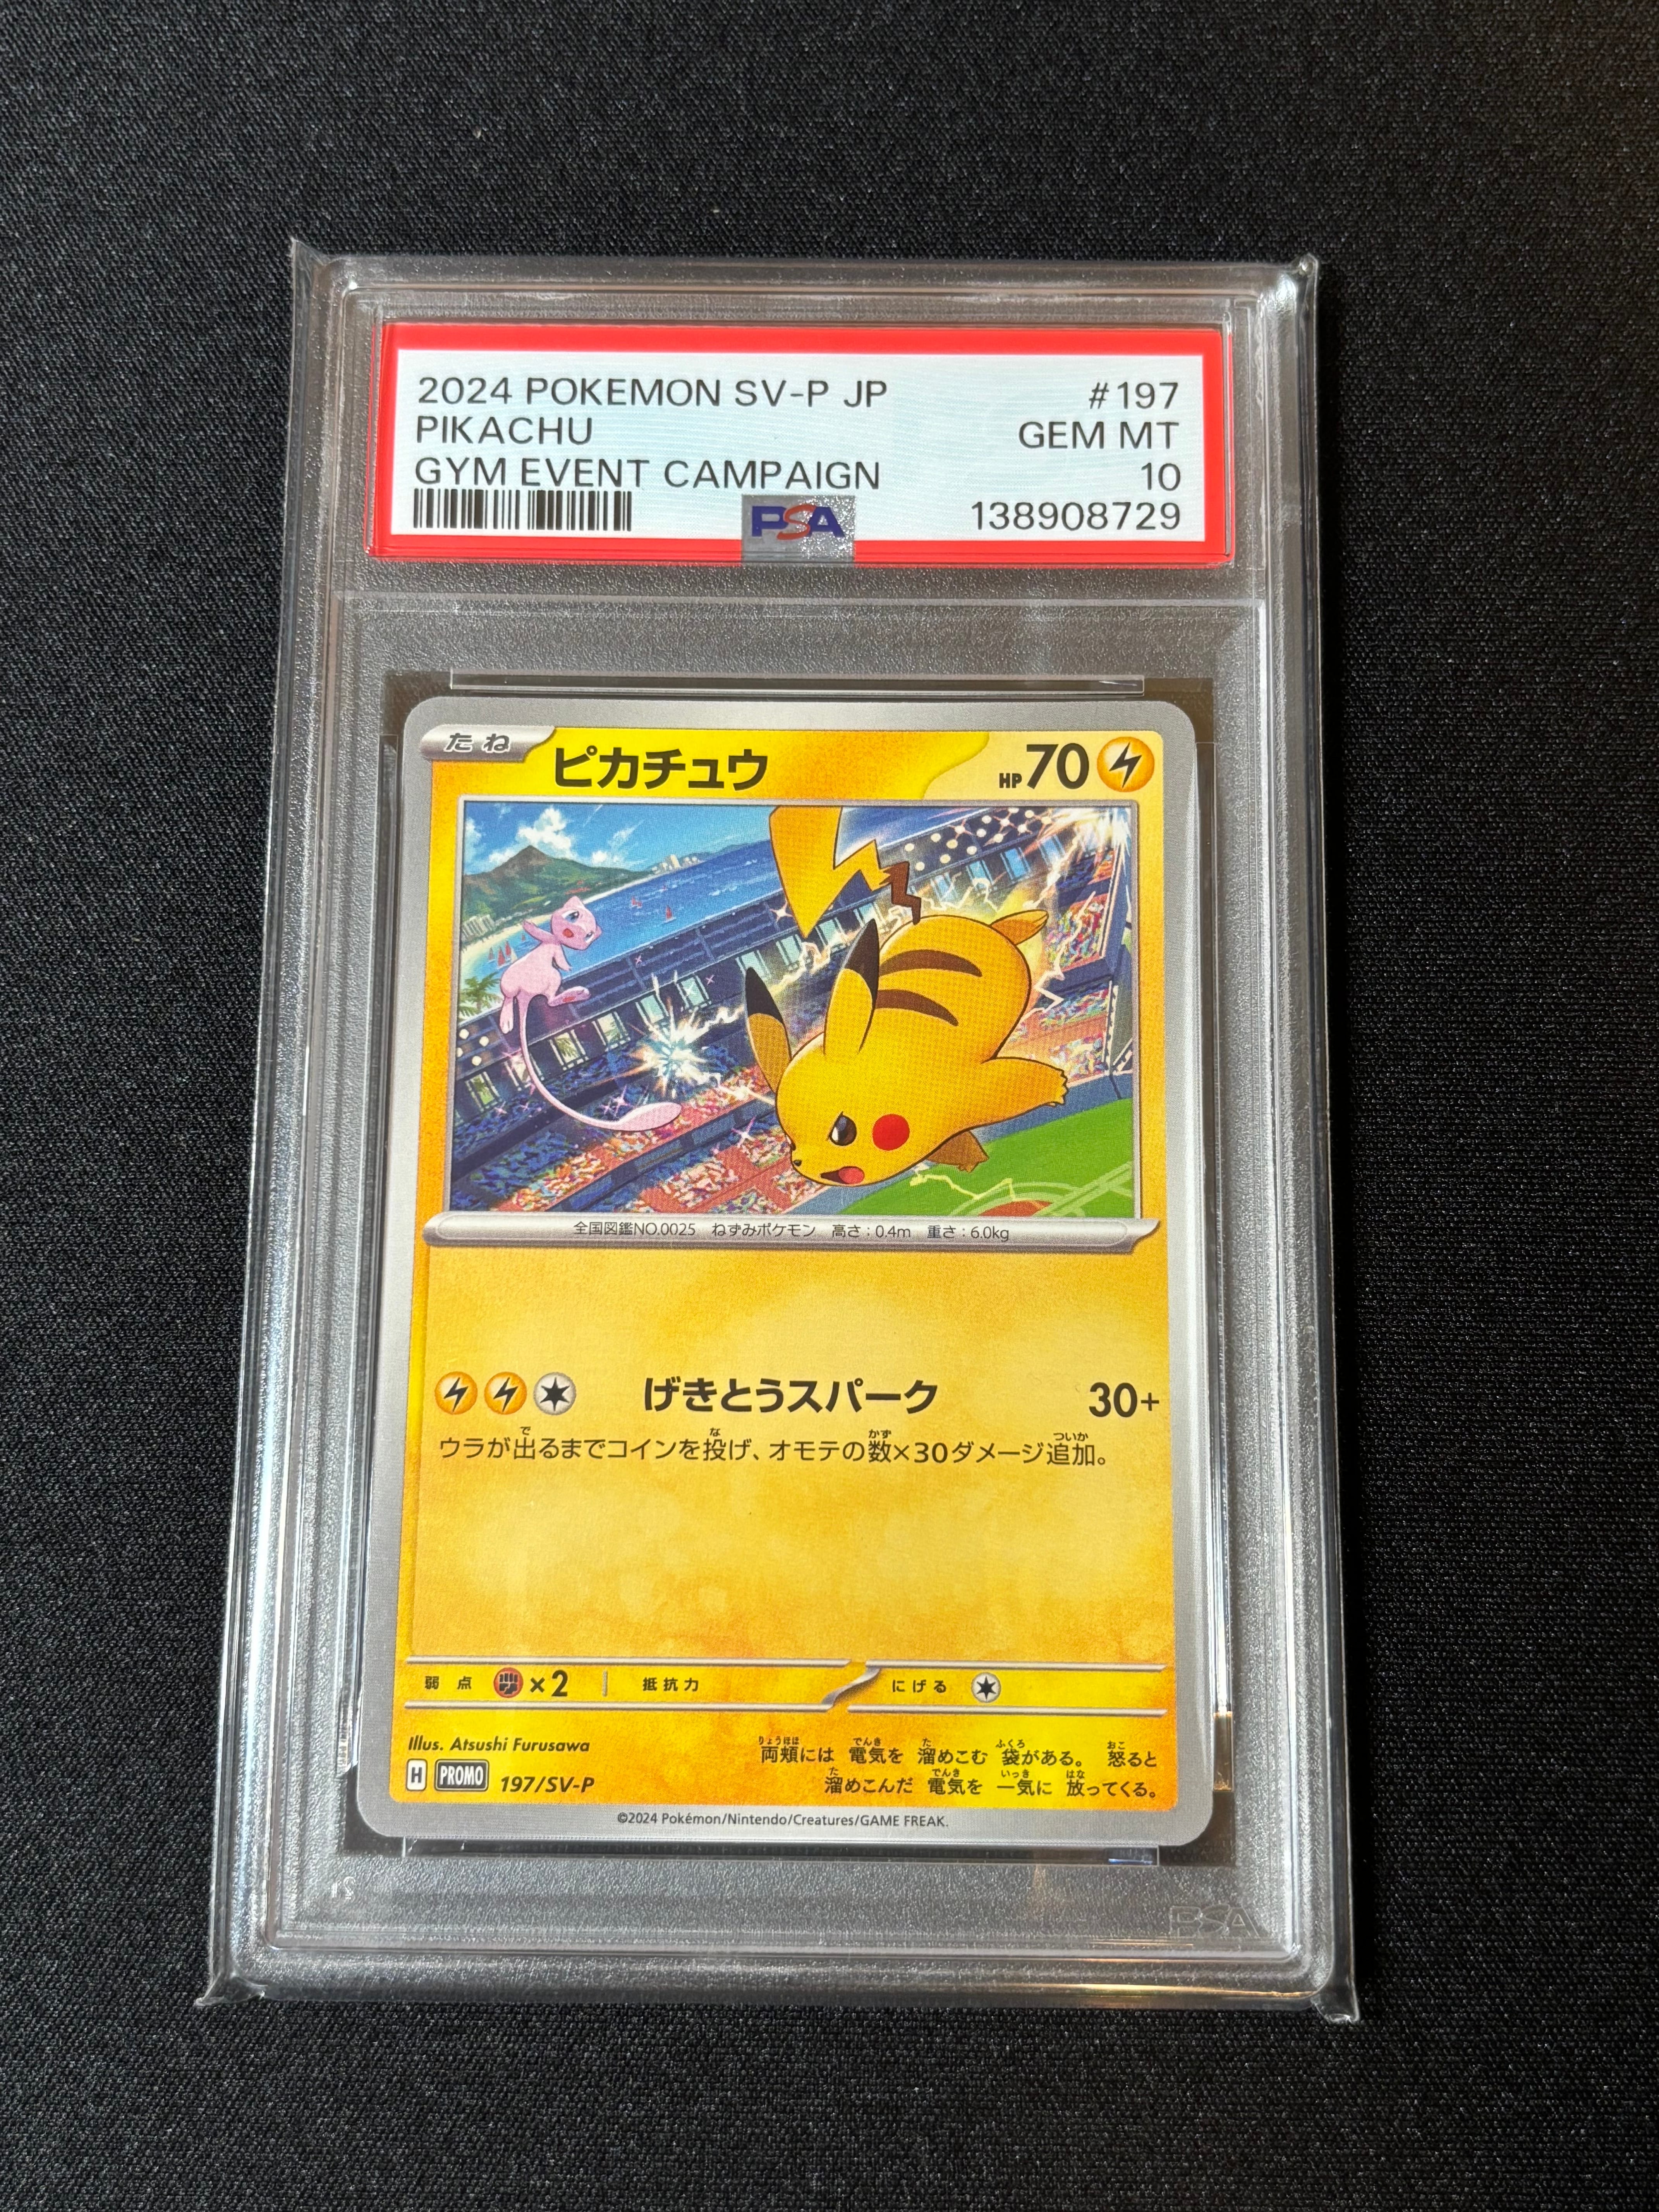 2024 POKEMON SV-P JP #197
PIKACHU GEM MT
GYM EVENT CAMPAIGN 10
PSA 138908729
たね ピカチュウ HP70
全国図鑑NO.0025 ねずみポケモン 高さ:0.4m 重さ:6.0kg
げきとうスパーク 30+
ウラが出るまでコインを投げ、オモテの数×30ダメージ追加。
弱点 ×2 抵抗力 にげる
Illus. Atsushi Furusawa
両頬には 電気を 溜めこむ 袋がある。 怒ると
溜めこんだ 電気を 一気に 放ってくる。
H PROMO 197/SV-P
©2024 Pokémon/Nintendo/Creatures/GAME FREAK.
PSA